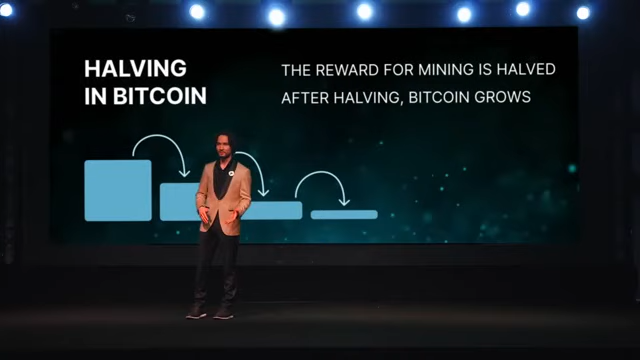 HALVING
IN BITCOIN
THE REWARD FOR MINING IS HALVED
AFTER HALVING, BITCOIN GROWS